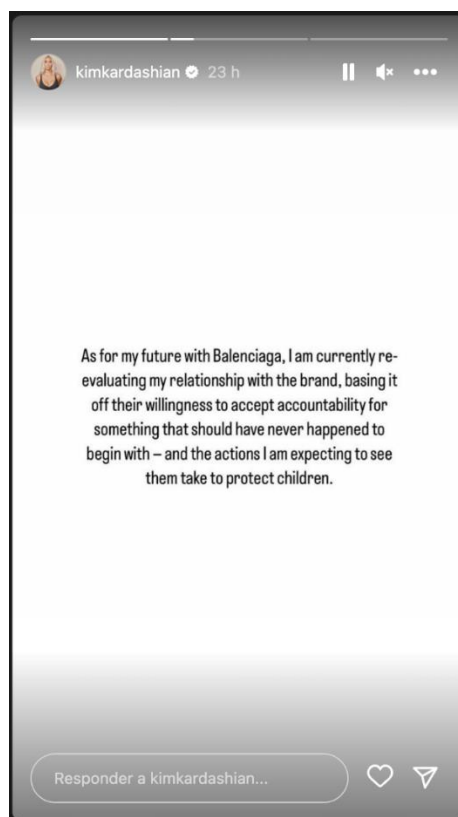 kimkardashian 23 h
As for my future with Balenciaga, I am currently re-
evaluating my relationship with the brand, basing it
off their willingness to accept accountability for
something that should have never happened to
begin with – and the actions I am expecting to see
them take to protect children.
Responder a kimkardashian...